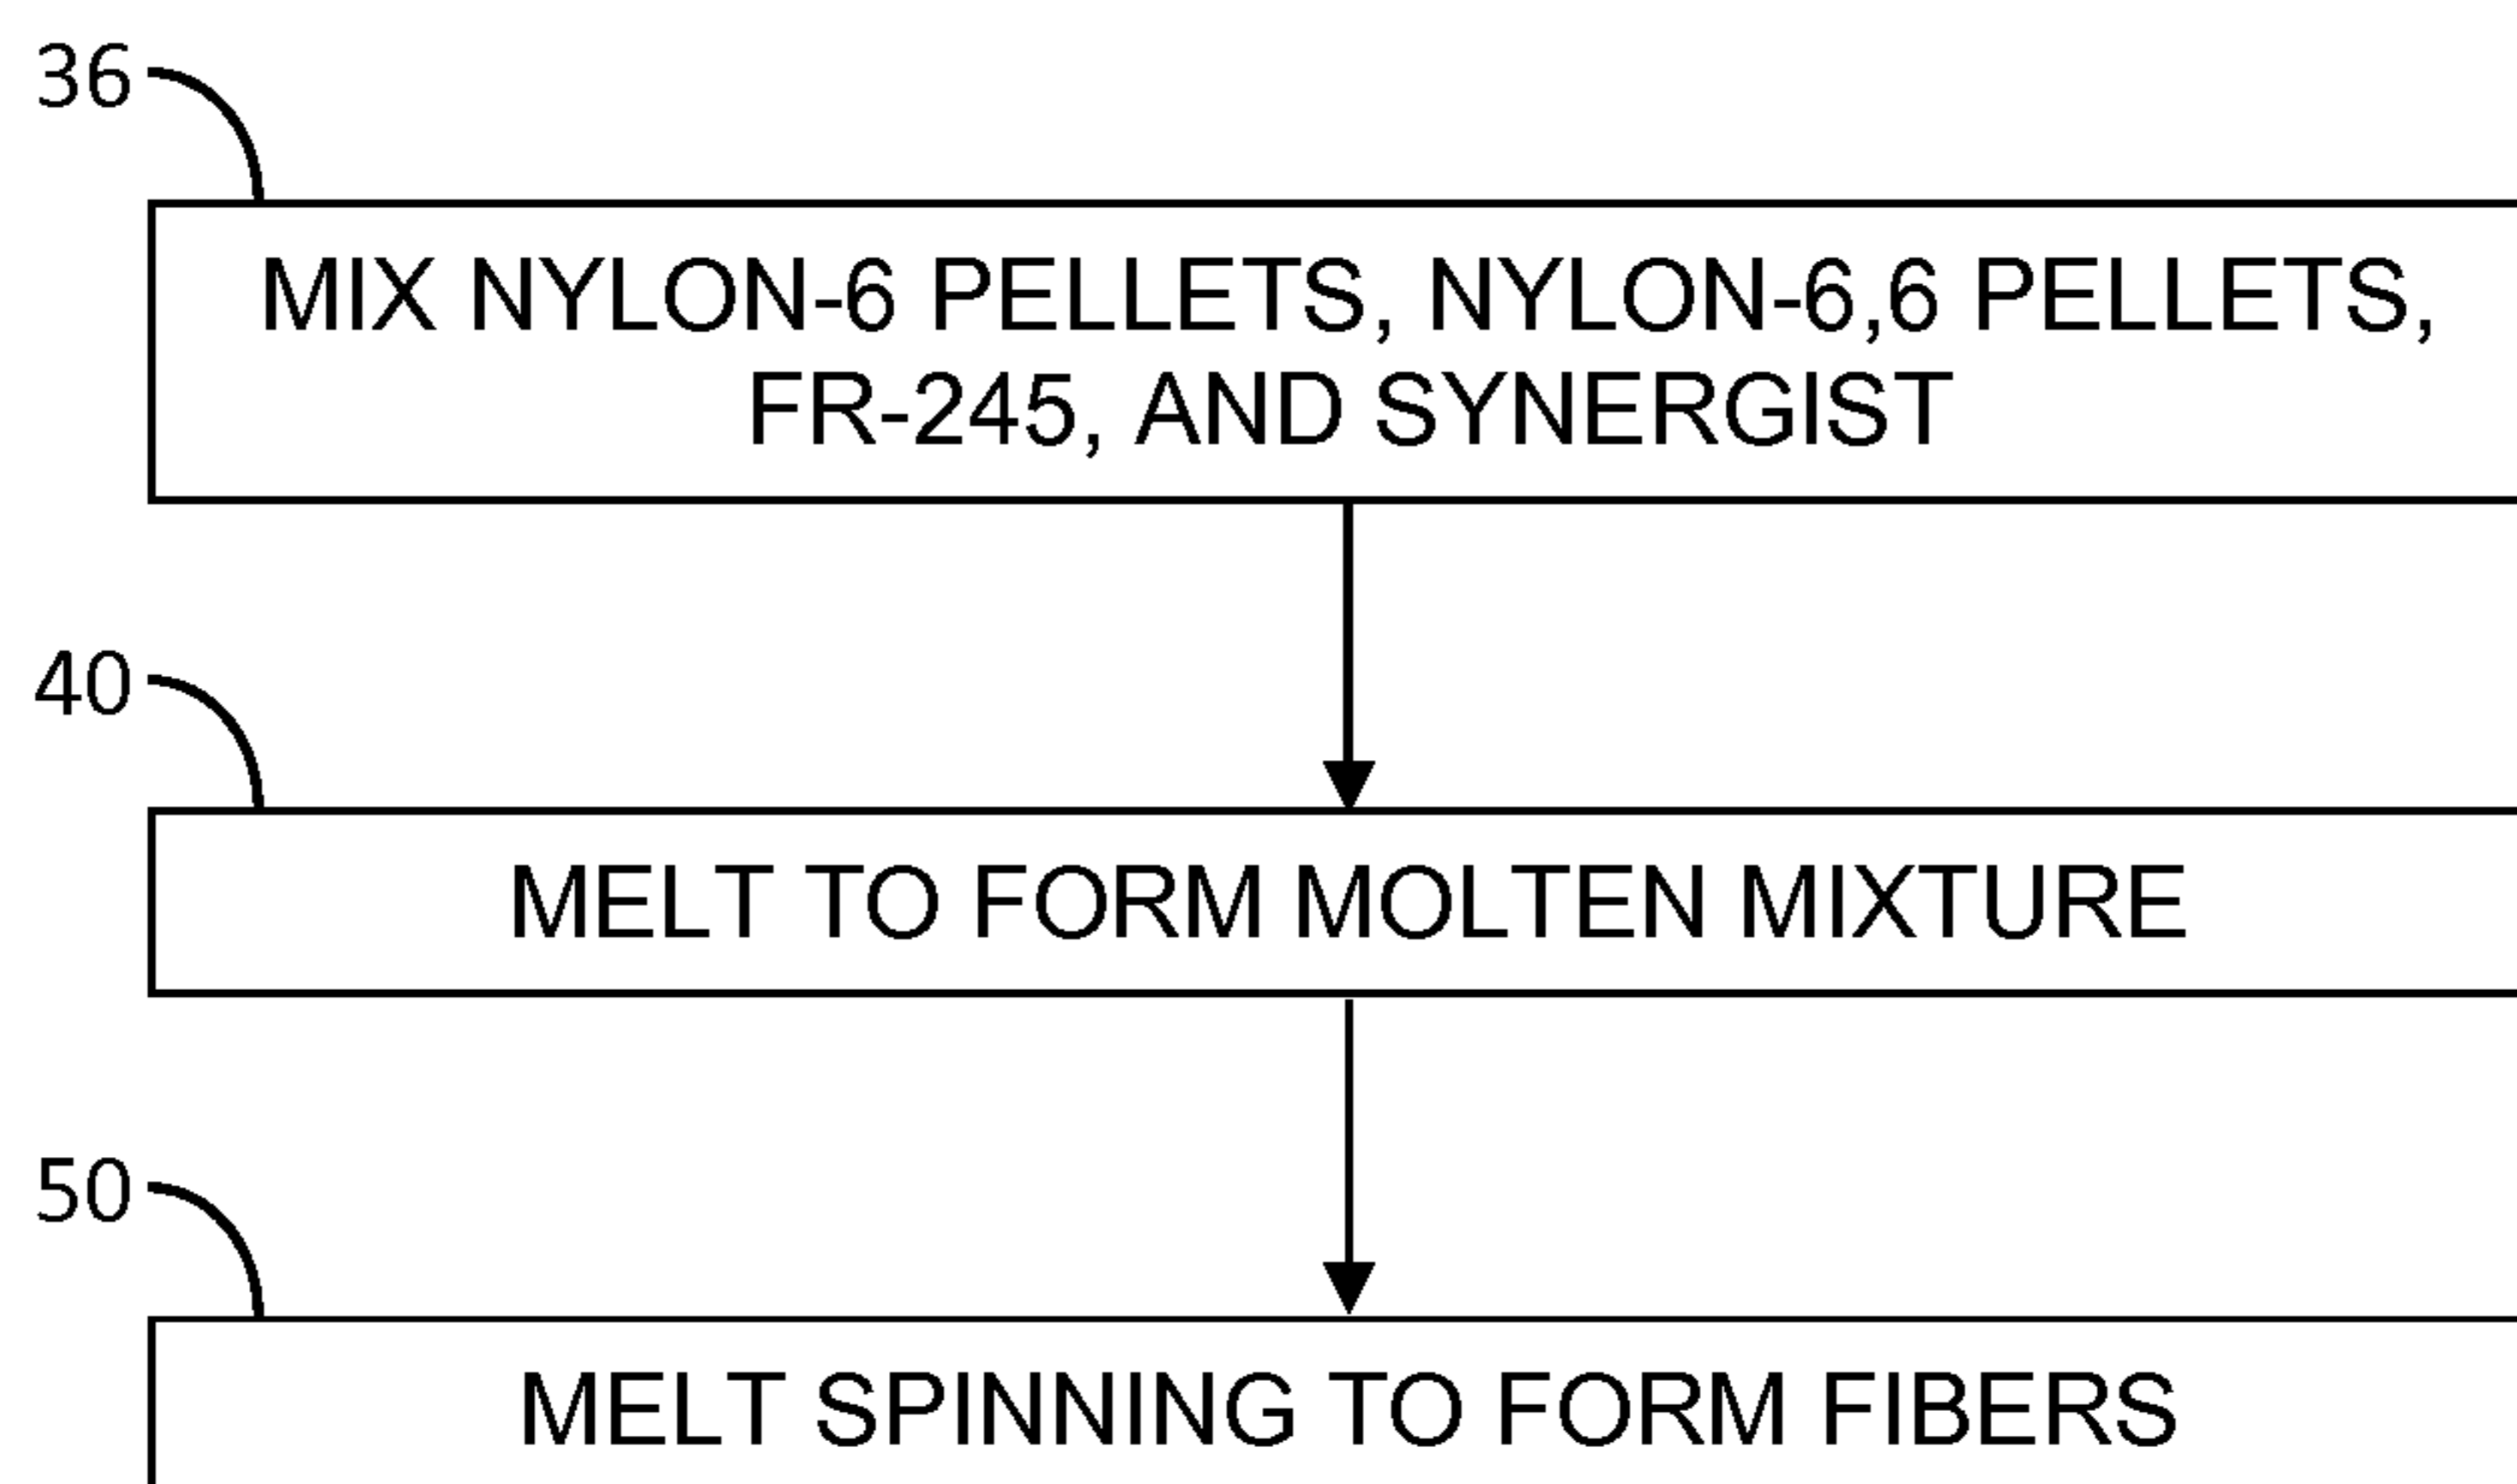 36
MIX NYLON-6 PELLETS, NYLON-6,6 PELLETS,
FR-245, AND SYNERGIST
40
MELT TO FORM MOLTEN MIXTURE
50
MELT SPINNING TO FORM FIBERS